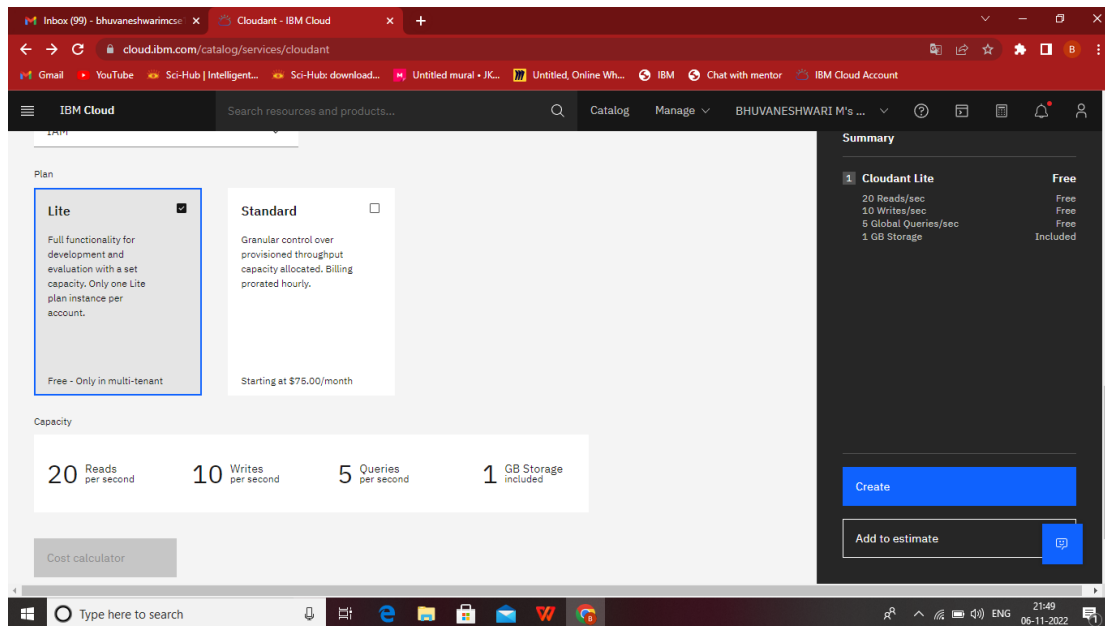 Inbox (99) - bhuvaneshwarimcse
Cloudant - IBM Cloud
cloud.ibm.com/catalog/services/cloudant
B
Gmail
YouTube
Sci-Hub | Intelligent...
Sci-Hub: download...
Untitled mural • JK...
Untitled, Online Wh...
IBM
Chat with mentor
IBM Cloud Account
IBM Cloud
Search resources and products...
Catalog
Manage
BHUVANESHWARI M's ...
IAM
Plan
Lite
Full functionality for
development and
evaluation with a set
capacity. Only one Lite
plan instance per
account.
Free - Only in multi-tenant
Standard
Granular control over
provisioned throughput
capacity allocated. Billing
prorated hourly.
Starting at $75.00/month
Capacity
20 Reads per second
10 Writes per second
5 Queries per second
1 GB Storage included
Cost calculator
Summary
1 Cloudant Lite Free
20 Reads/sec Free
10 Writes/sec Free
5 Global Queries/sec Free
1 GB Storage Included
Create
Add to estimate
Type here to search
ENG
21:49
06-11-2022
1